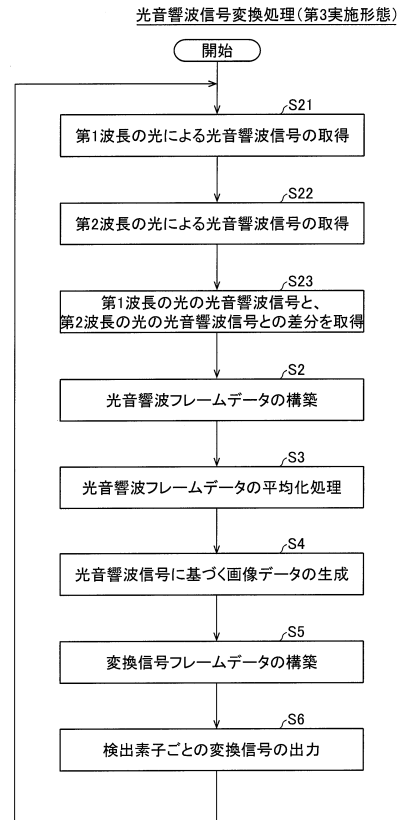 光音響波信号変換処理(第3実施形態)
開始
S21
第1波長の光による光音響波信号の取得
S22
第2波長の光による光音響波信号の取得
S23
第1波長の光の光音響波信号と、
第2波長の光の光音響波信号との差分を取得
S2
光音響波フレームデータの構築
S3
光音響波フレームデータの平均化処理
S4
光音響波信号に基づく画像データの生成
S5
変換信号フレームデータの構築
S6
検出素子ごとの変換信号の出力